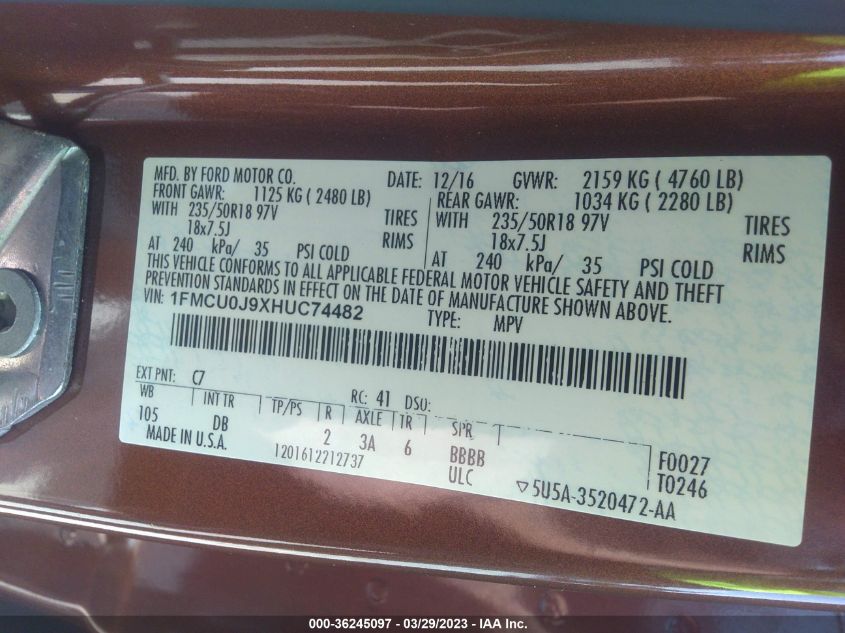 MFD. BY FORD MOTOR CO. DATE: 12/16 GVWR: 2159 KG ( 4760 LB)
FRONT GAWR: 1125 KG ( 2480 LB) REAR GAWR: 1034 KG ( 2280 LB)
WITH 235/50R18 97V TIRES WITH 235/50R18 97V TIRES
18x7.5J RIMS 18x7.5J RIMS
AT 240 kPa/ 35 PSI COLD AT 240 kPa/ 35 PSI COLD
THIS VEHICLE CONFORMS TO ALL APPLICABLE FEDERAL MOTOR VEHICLE SAFETY AND THEFT
PREVENTION STANDARDS IN EFFECT ON THE DATE OF MANUFACTURE SHOWN ABOVE.
VIN: 1FMCU0J9XHUC74482 TYPE: MPV
EXT PNT: C7 RC: 41 DSO:
WB INT TR TP/PS R AXLE TR SPR
105 DB 2 3A 6 BBBB F0027
MADE IN U.S.A. 1201612212737 ULC T0246
▽5U5A-3520472-AA
000-36245097 — 03/29/2023 — IAA Inc.